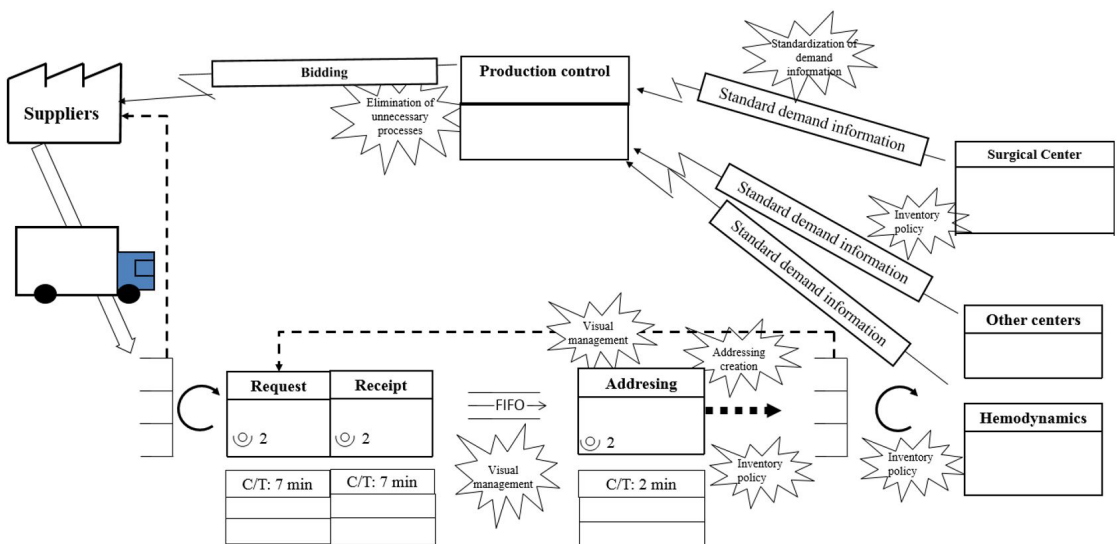 Standardization of
demand
information
Bidding
Production control
Suppliers
Elimination of
unnecessary
processes
Standard demand information
Surgical Center
Standard demand information
Inventory
policy
Standard demand information
Other centers
Visual
management
Addressing
creation
Request
Receipt
FIFO
Addresing
2
2
2
Hemodynamics
Visual
management
Inventory
policy
Inventory
policy
C/T: 7 min
C/T: 7 min
C/T: 2 min